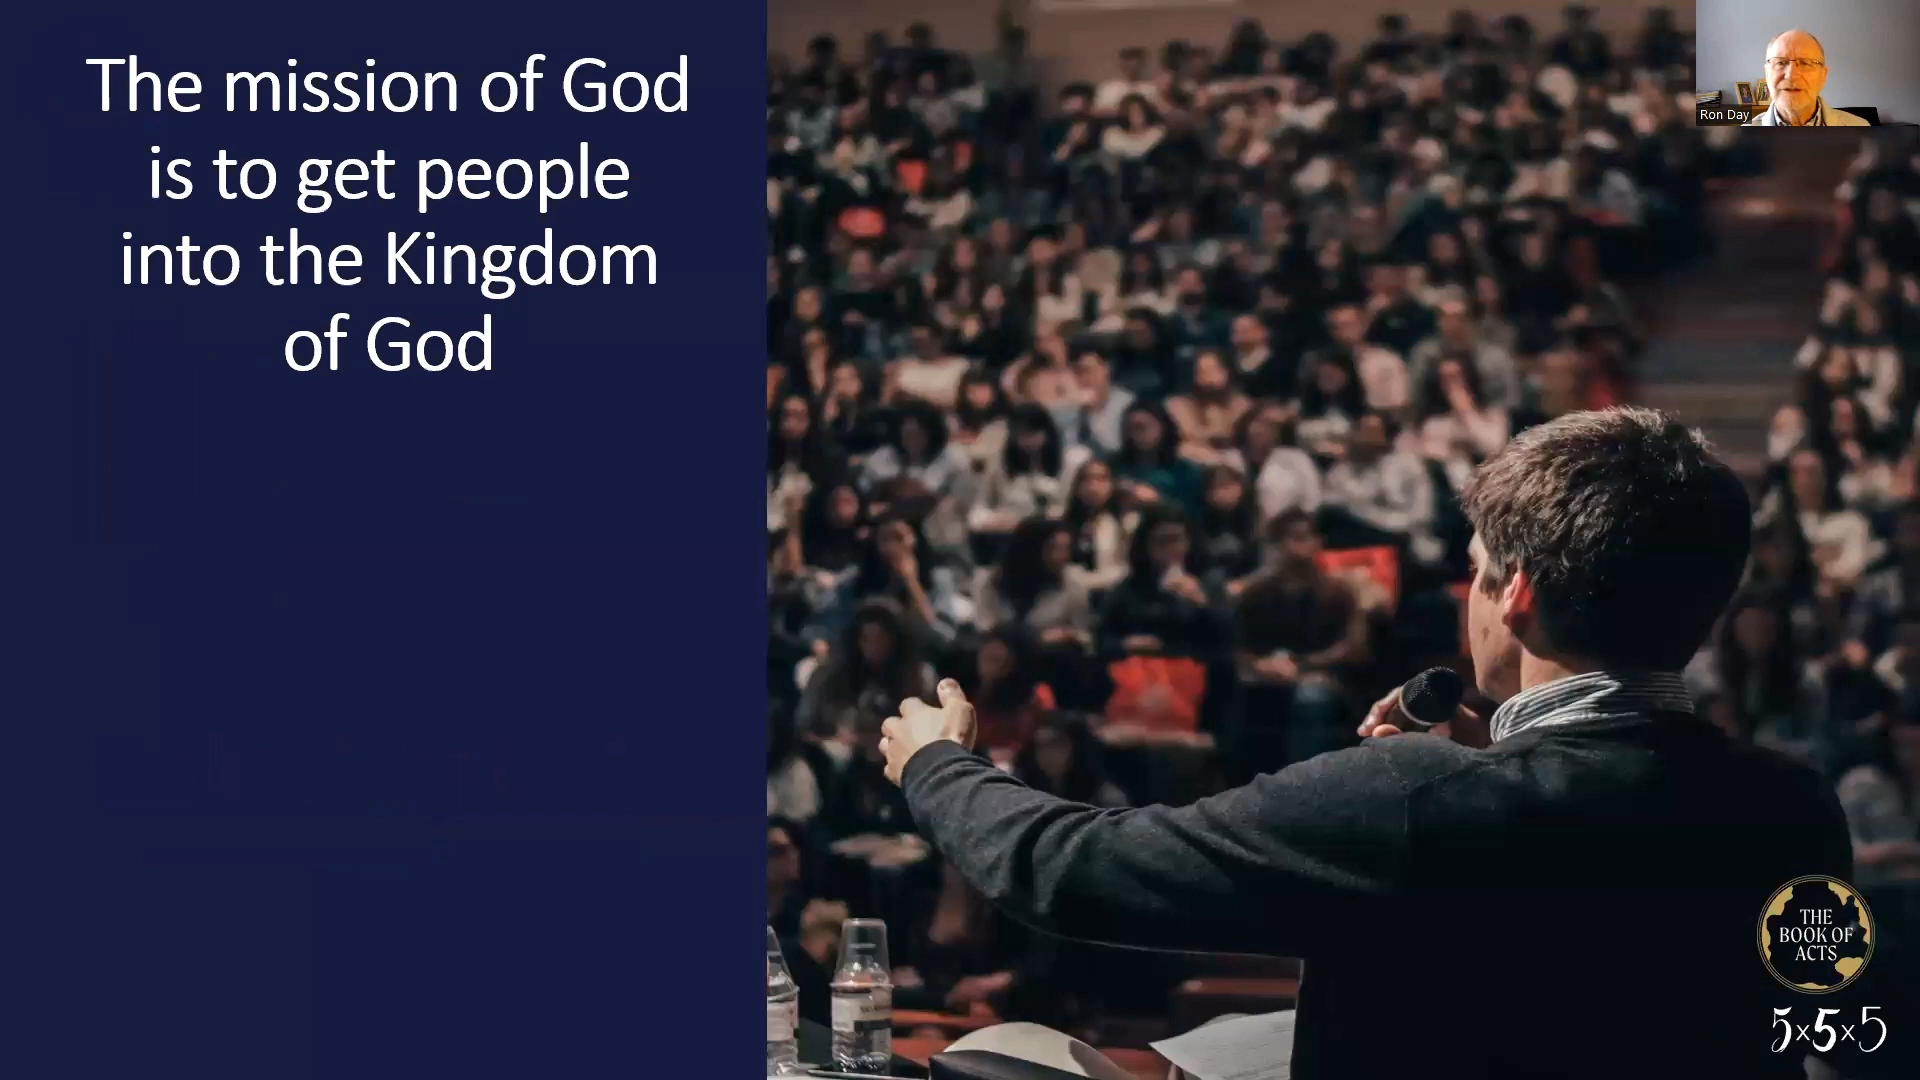 The mission of God
is to get people
into the Kingdom
of God
Ron Day
THE
BOOK OF
ACTS
5x5x5